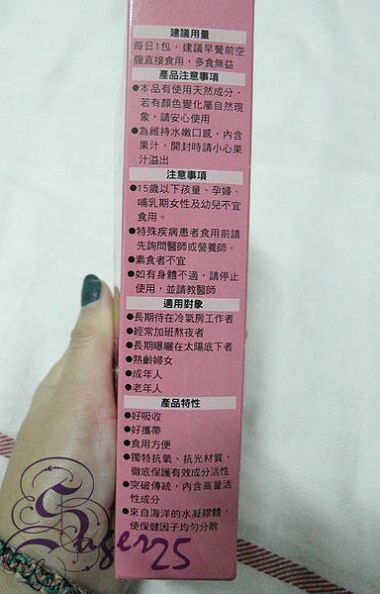 建議用量
每日1包，建議早餐前空
腹直接食用，多食無益
產品注意事項
●本品有使用天然成分，
若有顏色變化屬自然現
象，請安心使用
●為維持水嫩口感，內含
果汁，開封時請小心果
汁溢出
注意事項
●15歲以下孩童、孕婦、
哺乳期女性及幼兒不宜
食用。
●特殊疾病患者食用前請
先詢問醫師或營養師。
●素食者不宜
●如有身體不適，請停止
使用，並請教醫師
適用對象
●長期待在冷氣房工作者
●經常加班熬夜者
●長期曝曬在太陽底下者
●熟齡婦女
●成年人
●老年人
產品特性
●好吸收
●好攜帶
●食用方便
●獨特抗氧、抗光材質，
徹底保護有效成分活性
●突破傳統，內含高量活
性成分
●來自海洋的水凝膠體，
使保健因子均勻分散
Suger25